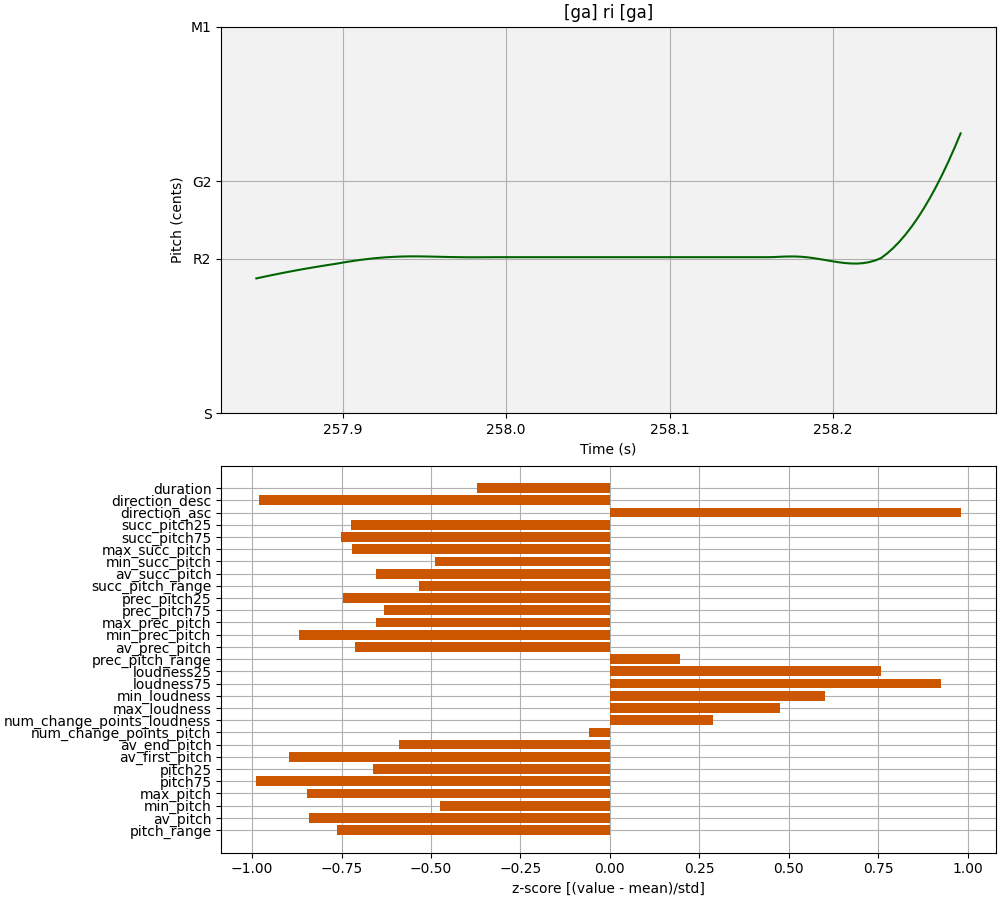 [ga] ri [ga]
M1
G2
R2
S
Pitch (cents)
257.9 258.0 258.1 258.2
Time (s)
duration
direction_desc
direction_asc
succ_pitch25
succ_pitch75
max_succ_pitch
min_succ_pitch
av_succ_pitch
succ_pitch_range
prec_pitch25
prec_pitch75
max_prec_pitch
min_prec_pitch
av_prec_pitch
prec_pitch_range
loudness25
loudness75
min_loudness
max_loudness
num_change_points_loudness
num_change_points_pitch
av_end_pitch
av_first_pitch
pitch25
pitch75
max_pitch
min_pitch
av_pitch
pitch_range
−1.00 −0.75 −0.50 −0.25 0.00 0.25 0.50 0.75 1.00
z-score [(value - mean)/std]